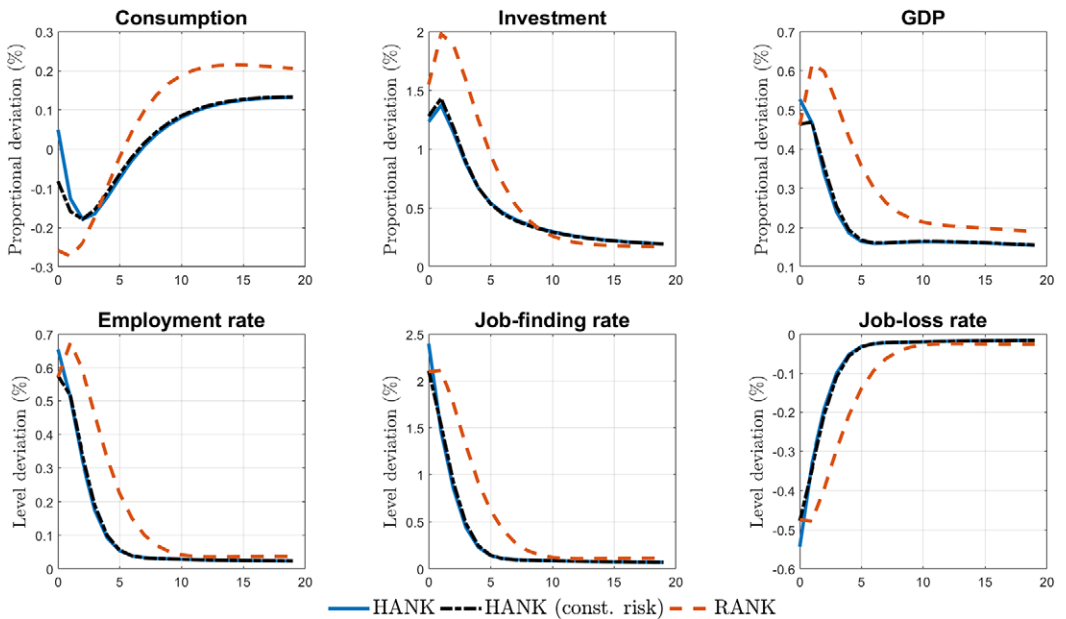 Consumption
Investment
GDP
Proportional deviation (%)
0.3
0.2
0.1
0
-0.1
-0.2
-0.3
0 5 10 15 20
Proportional deviation (%)
2
1.5
1
0.5
0
0 5 10 15 20
Proportional deviation (%)
0.7
0.6
0.5
0.4
0.3
0.2
0.1
0 5 10 15 20
Employment rate
Job-finding rate
Job-loss rate
Level deviation (%)
0.7
0.6
0.5
0.4
0.3
0.2
0.1
0
0 5 10 15 20
Level deviation (%)
2.5
2
1.5
1
0.5
0
0 5 10 15 20
Level deviation (%)
0
-0.1
-0.2
-0.3
-0.4
-0.5
-0.6
0 5 10 15 20
HANK HANK (const. risk) RANK